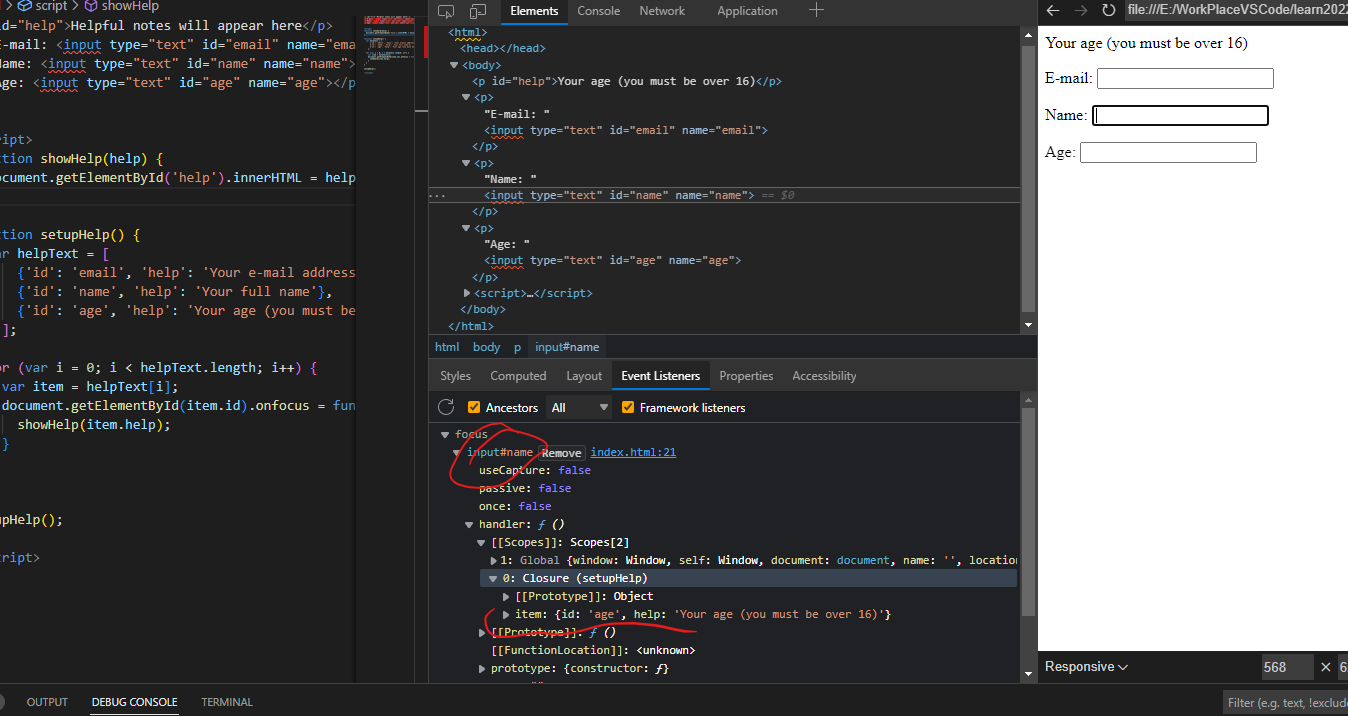 script > showHelp
id="help">Helpful notes will appear here</p>
E-mail: <input type="text" id="email" name="ema
Name: <input type="text" id="name" name="name">
Age: <input type="text" id="age" name="age"></p
ript>
ction showHelp(help) {
ocument.getElementById('help').innerHTML = help
ction setupHelp() {
ar helpText = [
{'id': 'email', 'help': 'Your e-mail address
{'id': 'name', 'help': 'Your full name'},
{'id': 'age', 'help': 'Your age (you must be
];
or (var i = 0; i < helpText.length; i++) {
var item = helpText[i];
document.getElementById(item.id).onfocus = fun
showHelp(item.help);
}
upHelp();
cript>
Elements Console Network Application
<html>
<head></head>
<body>
<p id="help">Your age (you must be over 16)</p>
<p>
"E-mail: "
<input type="text" id="email" name="email">
</p>
<p>
"Name: "
<input type="text" id="name" name="name"> == $0
</p>
<p>
"Age: "
<input type="text" id="age" name="age">
</p>
<script>…</script>
</body>
</html>
html body p input#name
Styles Computed Layout Event Listeners Properties Accessibility
Ancestors All Framework listeners
focus
input#name Remove index.html:21
useCapture: false
passive: false
once: false
handler: ƒ ()
[[Scopes]]: Scopes[2]
1: Global {window: Window, self: Window, document: document, name: '', location
0: Closure (setupHelp)
[[Prototype]]: Object
item: {id: 'age', help: 'Your age (you must be over 16)'}
[[Prototype]]: ƒ ()
[[FunctionLocation]]: <unknown>
prototype: {constructor: ƒ}
file:///E:/WorkPlaceVSCode/learn2022
Your age (you must be over 16)
E-mail:
Name:
Age:
Responsive 568 × 6
OUTPUT DEBUG CONSOLE TERMINAL
Filter (e.g. text, !exclude